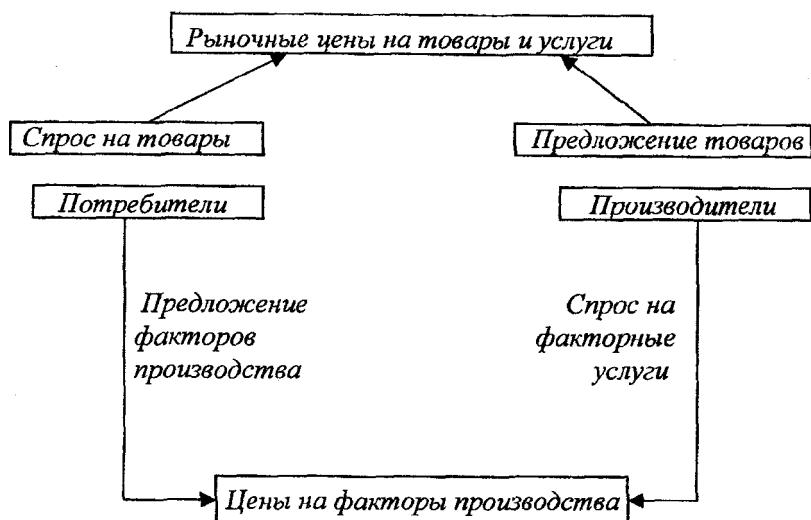 Рыночные цены на товары и услуги
Спрос на товары
Предложение товаров
Потребители
Производители
Предложение
факторов
производства
Спрос на
факторные
услуги
Цены на факторы производства